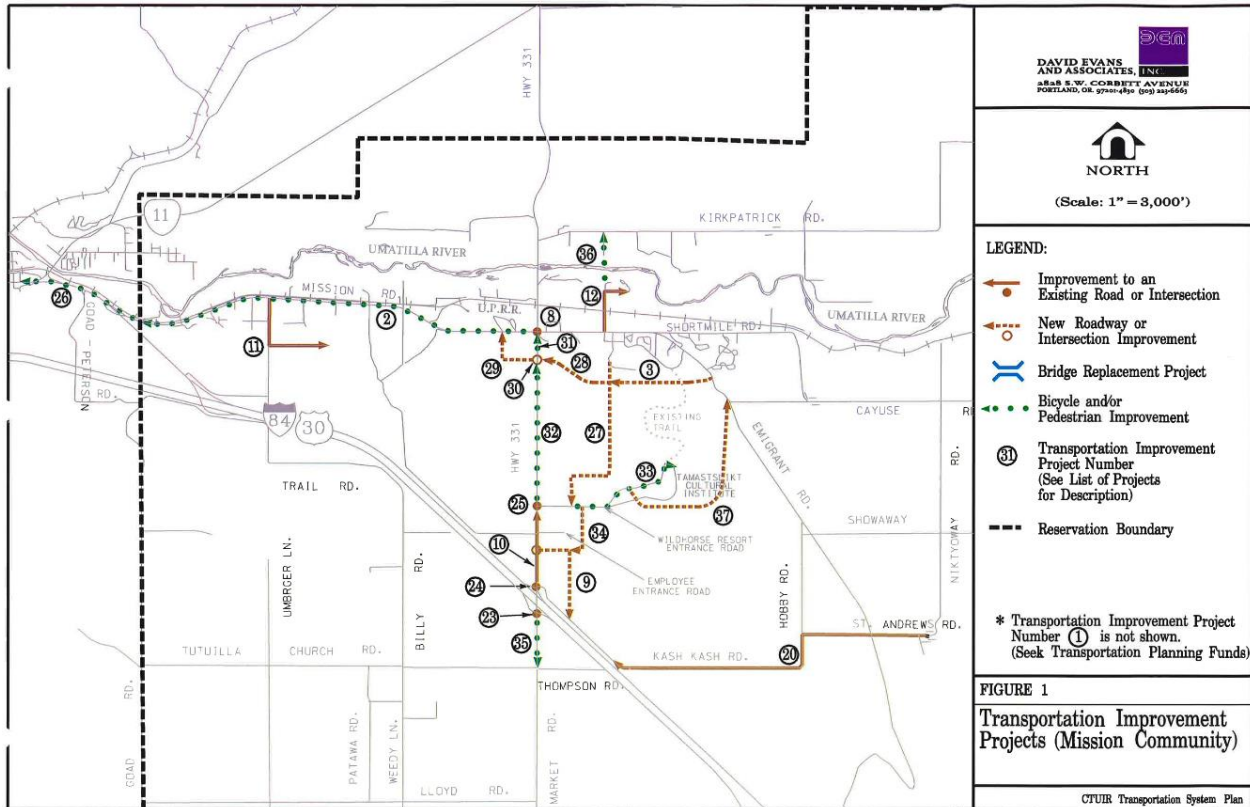 HWY 331
11
KIRKPATRICK RD.
UMATILLA RIVER
36
26
MISSION RD.
2
U.P.R.R.
8
12
SHORTMILE RD.
UMATILLA RIVER
GOAD - PETERSON RD.
11
31
29
30
28
3
84
30
CAYUSE RD.
EXISTING TRAIL
27
32
HWY 331
EMIGRANT RD.
33
TAMASTSLIKT CULTURAL INSTITUTE
TRAIL RD.
25
37
34
SHOWAWAY
WILDHORSE RESORT
ENTRANCE ROAD
NIKTYOWAY RD.
UMBRGER LN.
BILLY RD.
10
9
24
EMPLOYEE
ENTRANCE ROAD
HOBBY RD.
23
ST. ANDREWS RD.
35
TUTUILLA CHURCH RD.
KASH KASH RD.
20
THOMPSON RD.
GOAD RD.
PATAWA RD.
WEEDY LN.
LLOYD RD.
MARKET RD.
DAVID EVANS
AND ASSOCIATES, INC.
2828 S.W. CORBETT AVENUE
PORTLAND, OR. 97201-4830 (503) 223-6663
NORTH
(Scale: 1" = 3,000')
LEGEND:
Improvement to an
Existing Road or Intersection
New Roadway or
Intersection Improvement
Bridge Replacement Project
Bicycle and/or
Pedestrian Improvement
31
Transportation Improvement
Project Number
(See List of Projects
for Description)
Reservation Boundary
* Transportation Improvement Project
Number 1 is not shown.
(Seek Transportation Planning Funds)
FIGURE 1
Transportation Improvement
Projects (Mission Community)
CTUIR Transportation System Plan